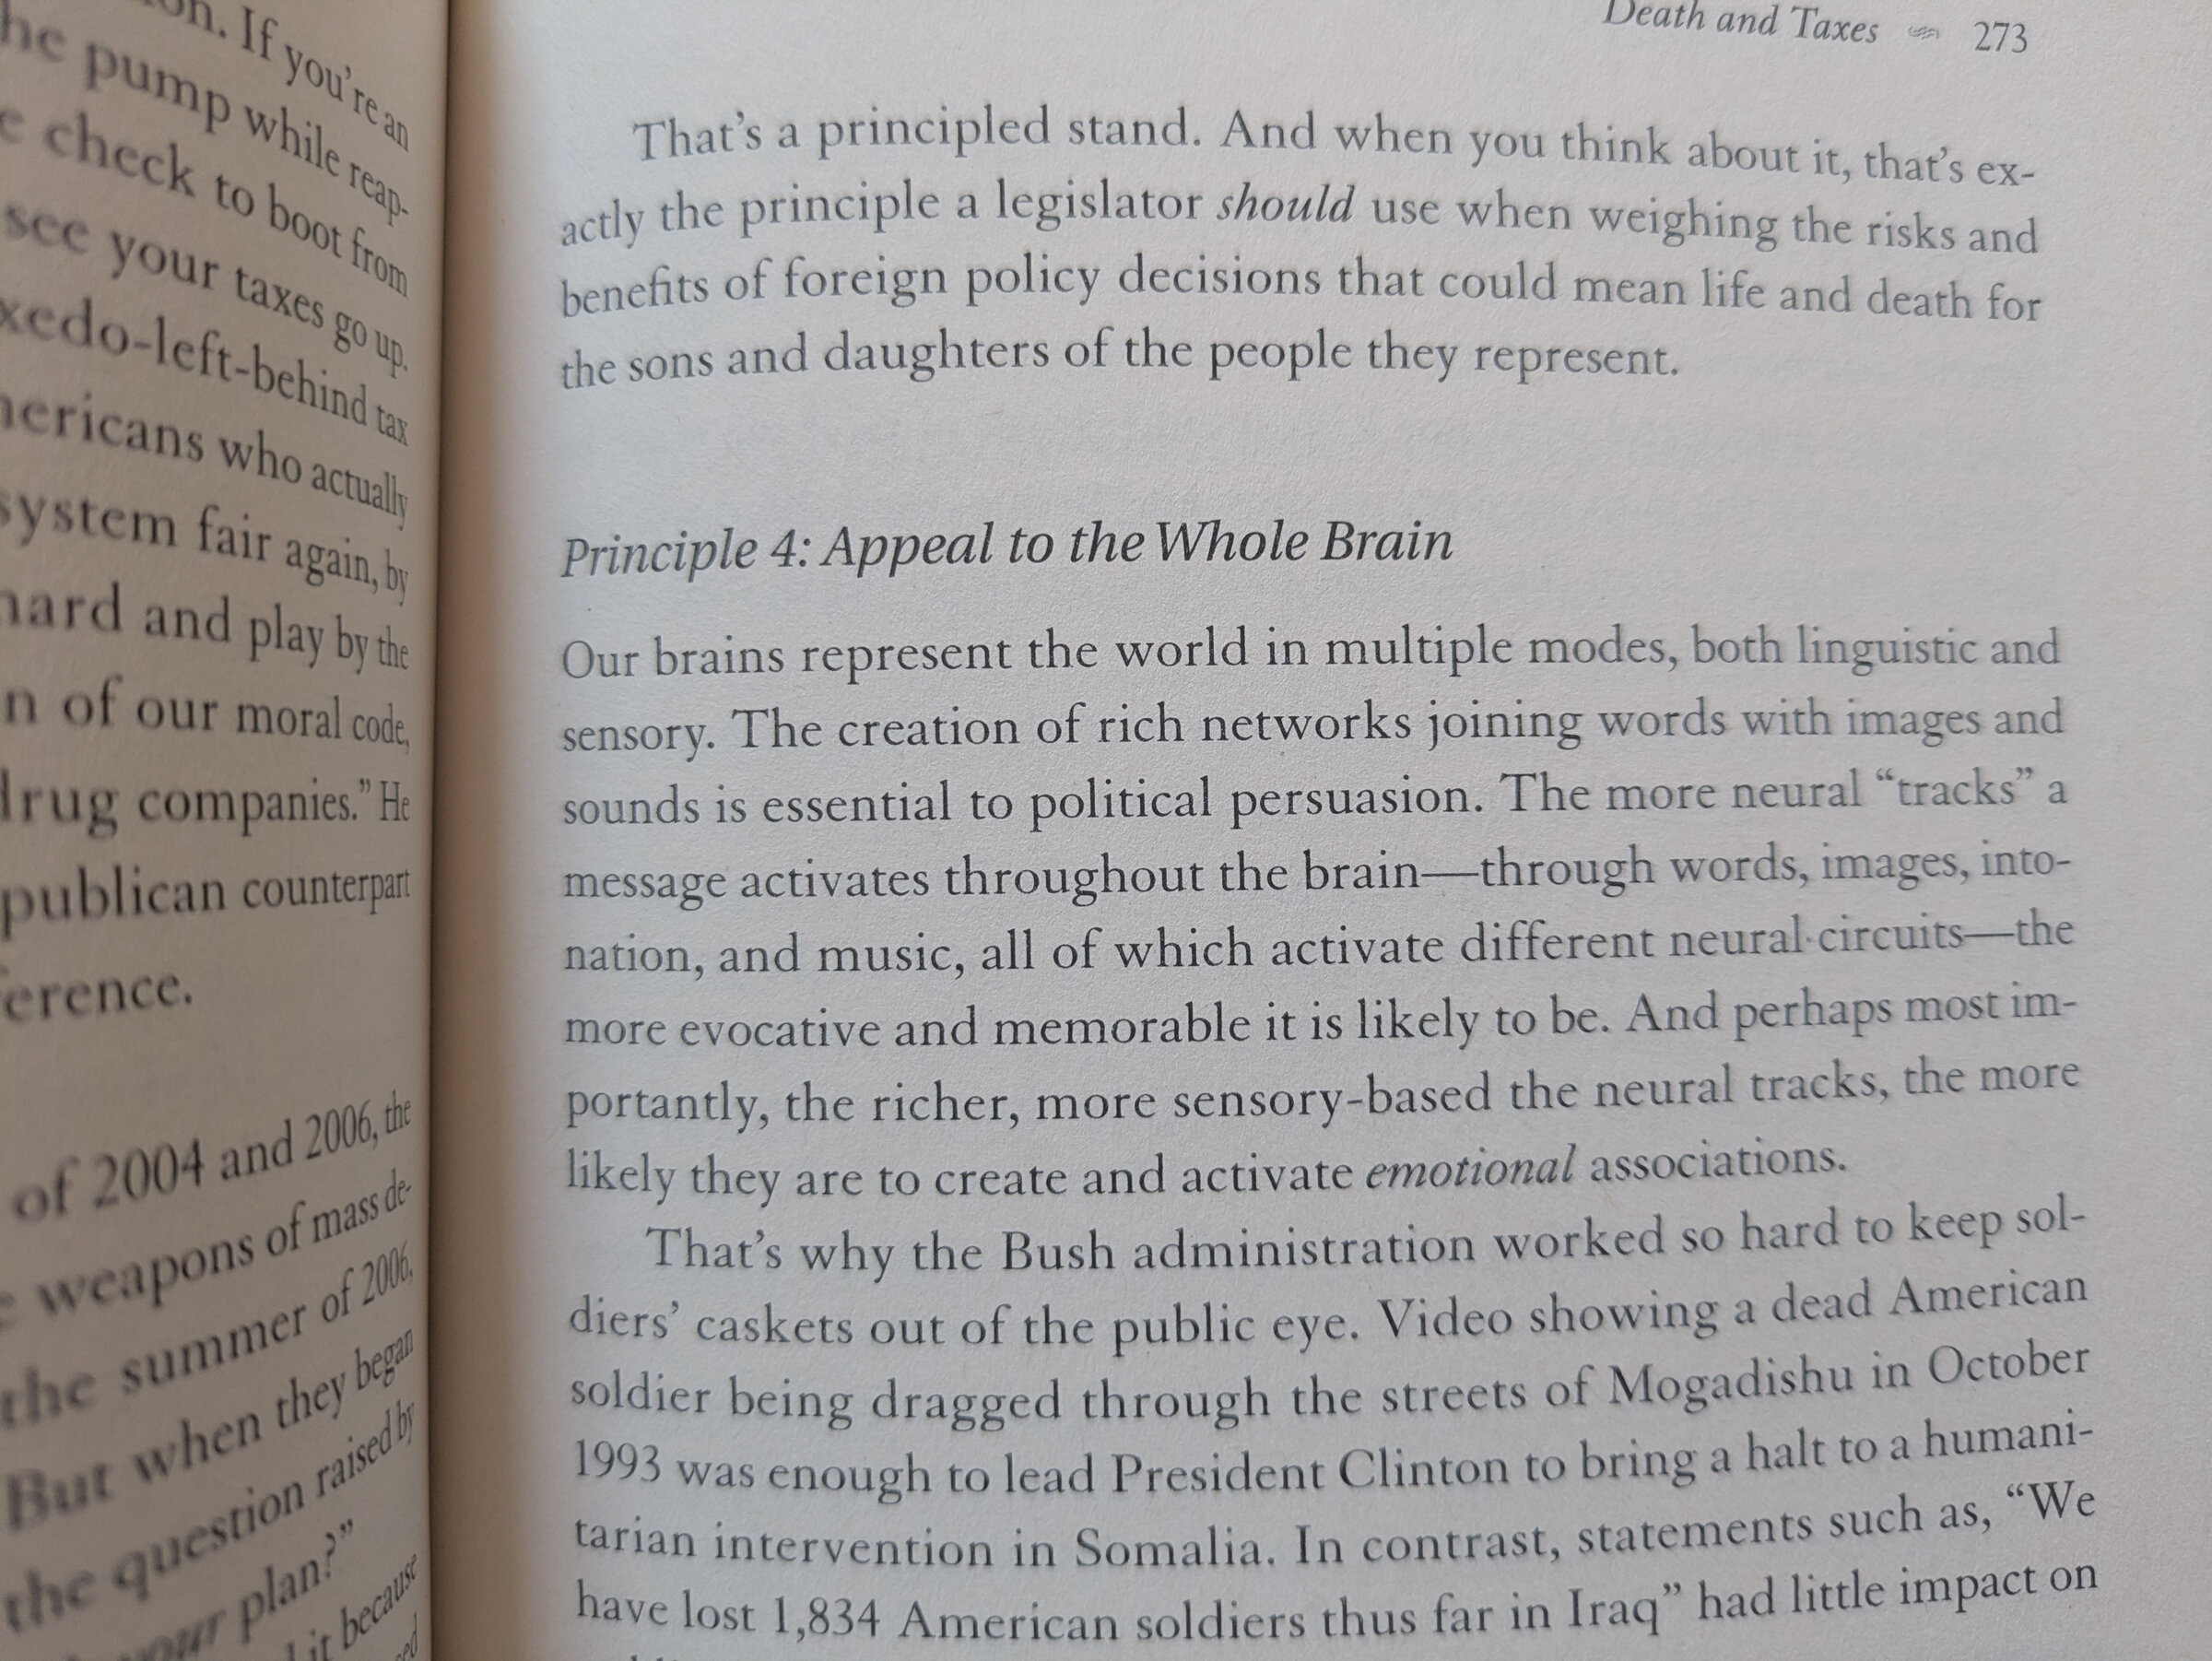 on. If you're an
he pump while reap-
check to boot from
see your taxes go up.
xedo-left-behind tax
mericans who actually
system fair again, by
hard and play by the
n of our moral code,
drug companies." He
publican counterpart
erence.
of 2004 and 2006, the
weapons of mass de-
the summer of 2006,
But when they began
the question raised by
your plan?"
it because
Death and Taxes 273
That's a principled stand. And when you think about it, that's ex-
actly the principle a legislator should use when weighing the risks and
benefits of foreign policy decisions that could mean life and death for
the sons and daughters of the people they represent.
Principle 4: Appeal to the Whole Brain
Our brains represent the world in multiple modes, both linguistic and
sensory. The creation of rich networks joining words with images and
sounds is essential to political persuasion. The more neural “tracks” a
message activates throughout the brain—through words, images, into-
nation, and music, all of which activate different neural circuits—the
more evocative and memorable it is likely to be. And perhaps most im-
portantly, the richer, more sensory-based the neural tracks, the more
likely they are to create and activate emotional associations.
That's why the Bush administration worked so hard to keep sol-
diers' caskets out of the public eye. Video showing a dead American
soldier being dragged through the streets of Mogadishu in October
1993 was enough to lead President Clinton to bring a halt to a humani-
tarian intervention in Somalia. In contrast, statements such as, “We
have lost 1,834 American soldiers thus far in Iraq” had little impact on